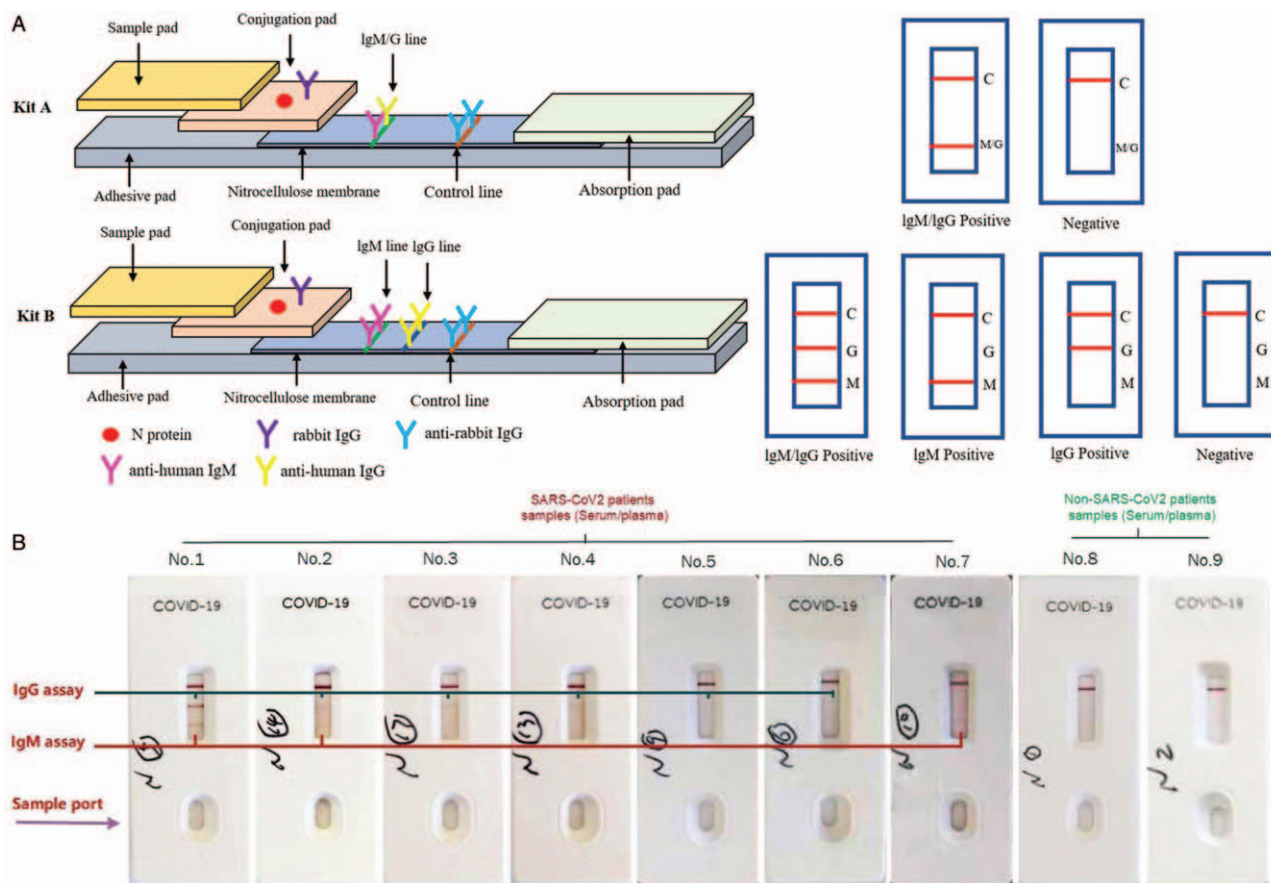 A
Sample pad
Conjugation pad
lgM/G line
Kit A
Adhesive pad
Nitrocellulose membrane
Control line
Absorption pad
C
M/G
lgM/lgG Positive
C
M/G
Negative
Sample pad
Conjugation pad
lgM line
lgG line
Kit B
Adhesive pad
Nitrocellulose membrane
Control line
Absorption pad
C
G
M
lgM/lgG Positive
C
G
M
lgM Positive
C
G
M
lgG Positive
C
G
M
Negative
N protein
rabbit IgG
anti-rabbit IgG
anti-human IgM
anti-human IgG
B
SARS-CoV2 patients
samples (Serum/plasma)
Non-SARS-CoV2 patients
samples (Serum/plasma)
No.1
No.2
No.3
No.4
No.5
No.6
No.7
No.8
No.9
COVID-19
COVID-19
COVID-19
COVID-19
COVID-19
COVID-19
COVID-19
COVID-19
COVID-19
IgG assay
IgM assay
Sample port